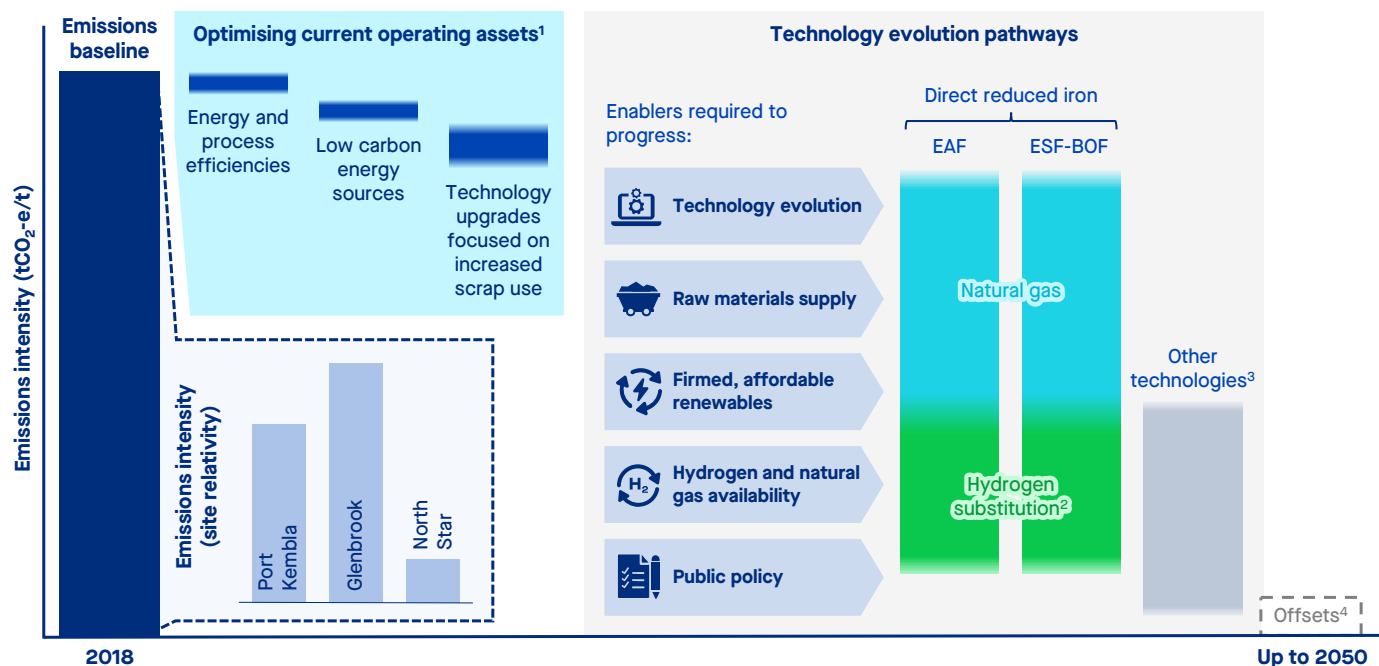 Emissions
baseline
Optimising current operating assets¹
Energy and
process
efficiencies
Low carbon
energy
sources
Technology
upgrades
focused on
increased
scrap use
Emissions intensity (tCO₂-e/t)
Emissions intensity
(site relativity)
Port
Kembla
Glenbrook
North
Star
Technology evolution pathways
Enablers required to
progress:
Technology evolution
Raw materials supply
Firmed, affordable
renewables
H₂
Hydrogen and natural
gas availability
Public policy
Direct reduced iron
EAF
ESF-BOF
Natural gas
Hydrogen
substitution²
Other
technologies³
Offsets⁴
2018
Up to 2050